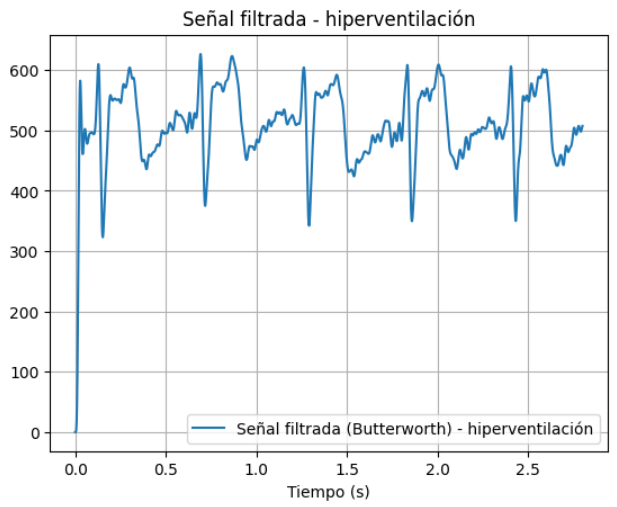 Señal filtrada - hiperventilación
600
500
400
300
200
100
0
Señal filtrada (Butterworth) - hiperventilación
0.0 0.5 1.0 1.5 2.0 2.5
Tiempo (s)